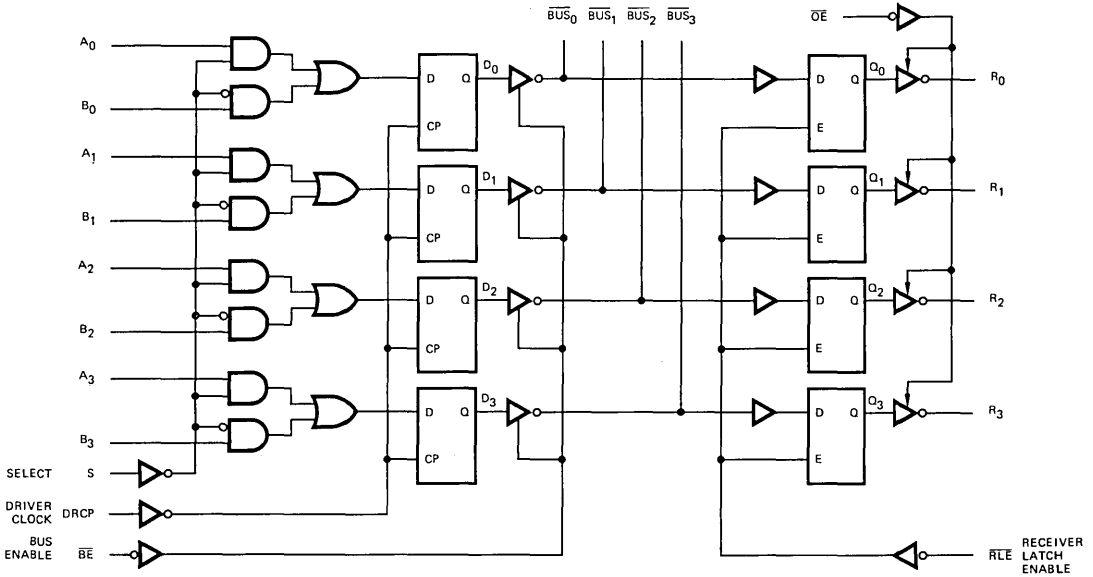 BUS0 BUS1 BUS2 BUS3 OE
A0
D Q D0 D Q Q0 R0
B0
CP E
A1
D Q D1 D Q Q1 R1
B1
CP E
A2
D Q D2 D Q Q2 R2
B2
CP E
A3
D Q D3 D Q Q3 R3
B3
CP E
SELECT S
DRIVER
CLOCK DRCP
BUS
ENABLE BE
RLE RECEIVER
LATCH
ENABLE